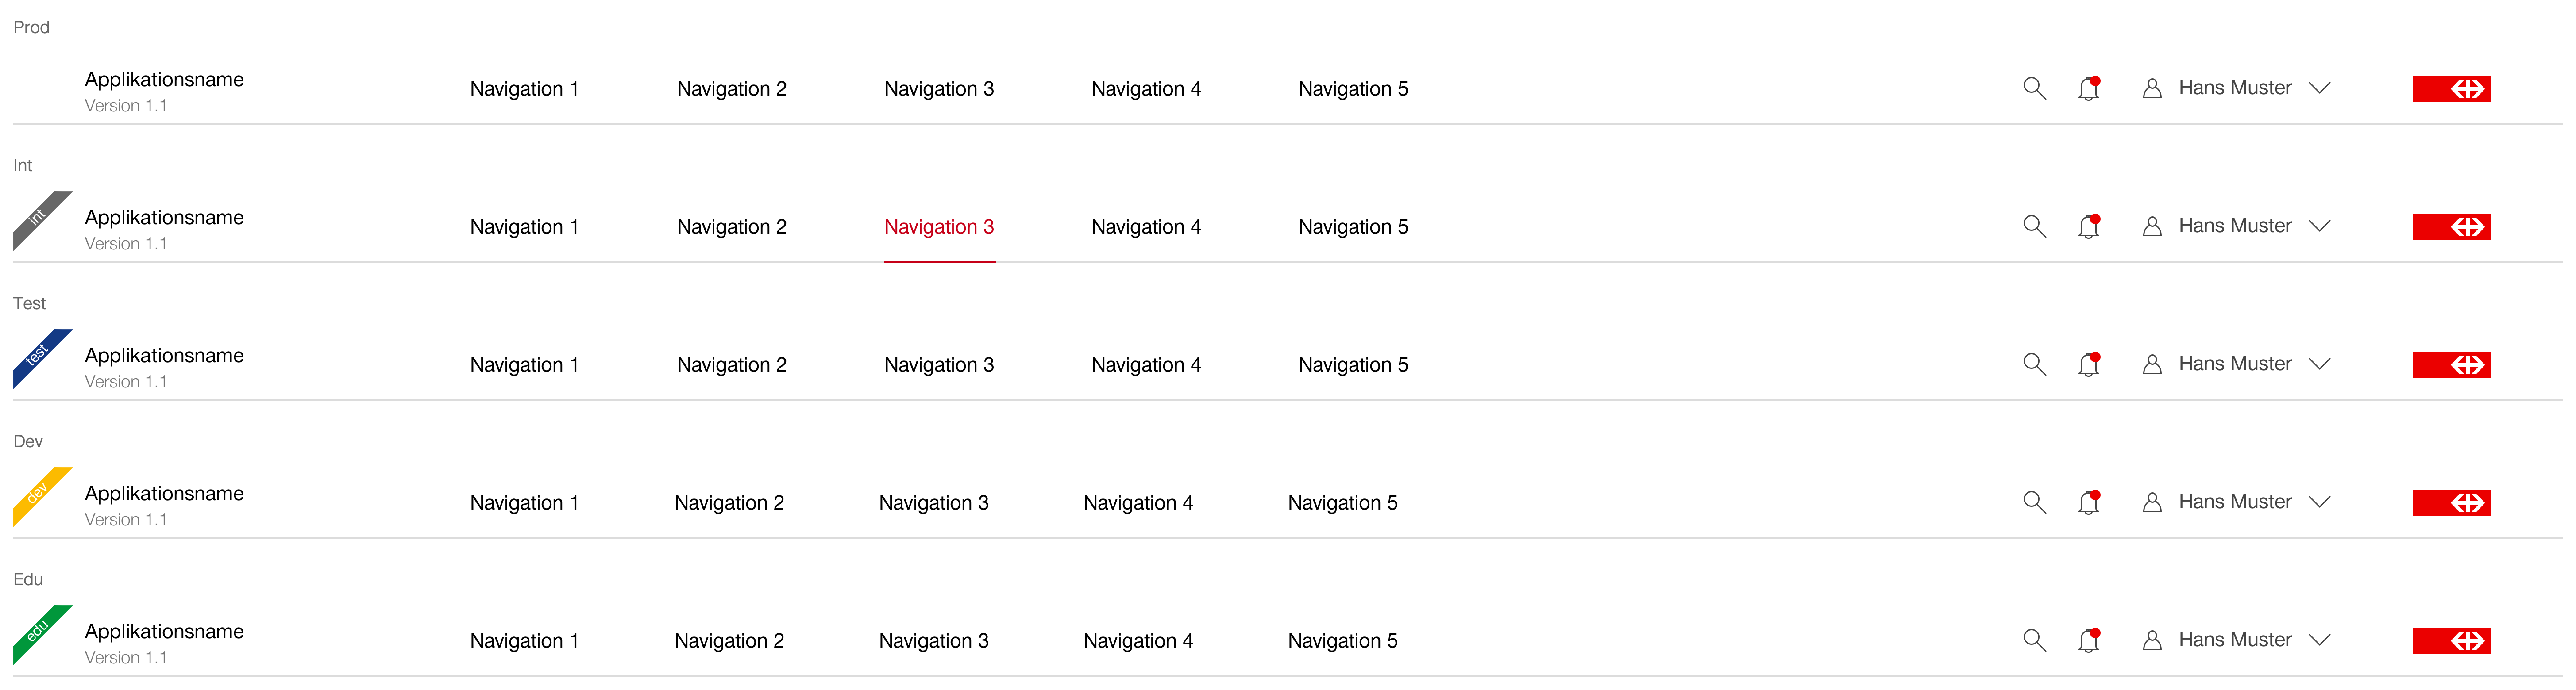 Prod
Applikationsname Navigation 1 Navigation 2 Navigation 3 Navigation 4 Navigation 5 Hans Muster
Version 1.1
Int
int Applikationsname Navigation 1 Navigation 2 Navigation 3 Navigation 4 Navigation 5 Hans Muster
Version 1.1
Test
test Applikationsname Navigation 1 Navigation 2 Navigation 3 Navigation 4 Navigation 5 Hans Muster
Version 1.1
Dev
dev Applikationsname Navigation 1 Navigation 2 Navigation 3 Navigation 4 Navigation 5 Hans Muster
Version 1.1
Edu
edu Applikationsname Navigation 1 Navigation 2 Navigation 3 Navigation 4 Navigation 5 Hans Muster
Version 1.1